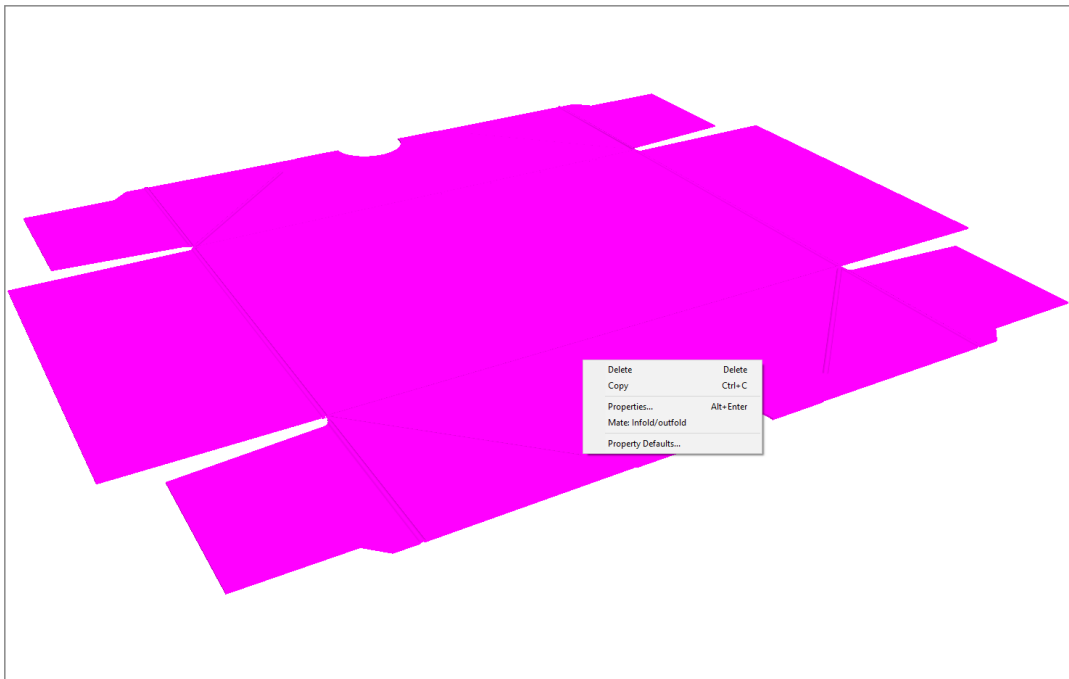 Delete Delete
Copy Ctrl+C
Properties... Alt+Enter
Mate: Infold/outfold
Property Defaults...